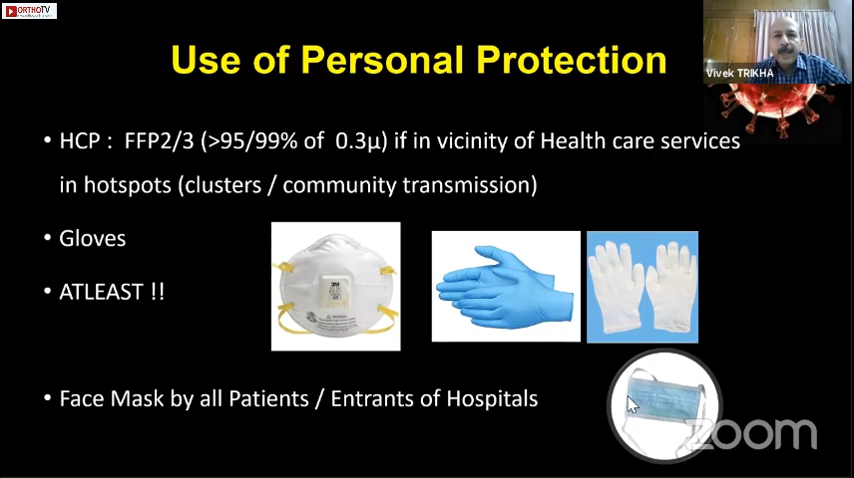 ORTHOTV
Use of Personal Protection
Vivek TRIKHA
• HCP : FFP2/3 (>95/99% of 0.3µ) if in vicinity of Health care services
in hotspots (clusters / community transmission)
• Gloves
• ATLEAST !!
3M
• Face Mask by all Patients / Entrants of Hospitals
zoom